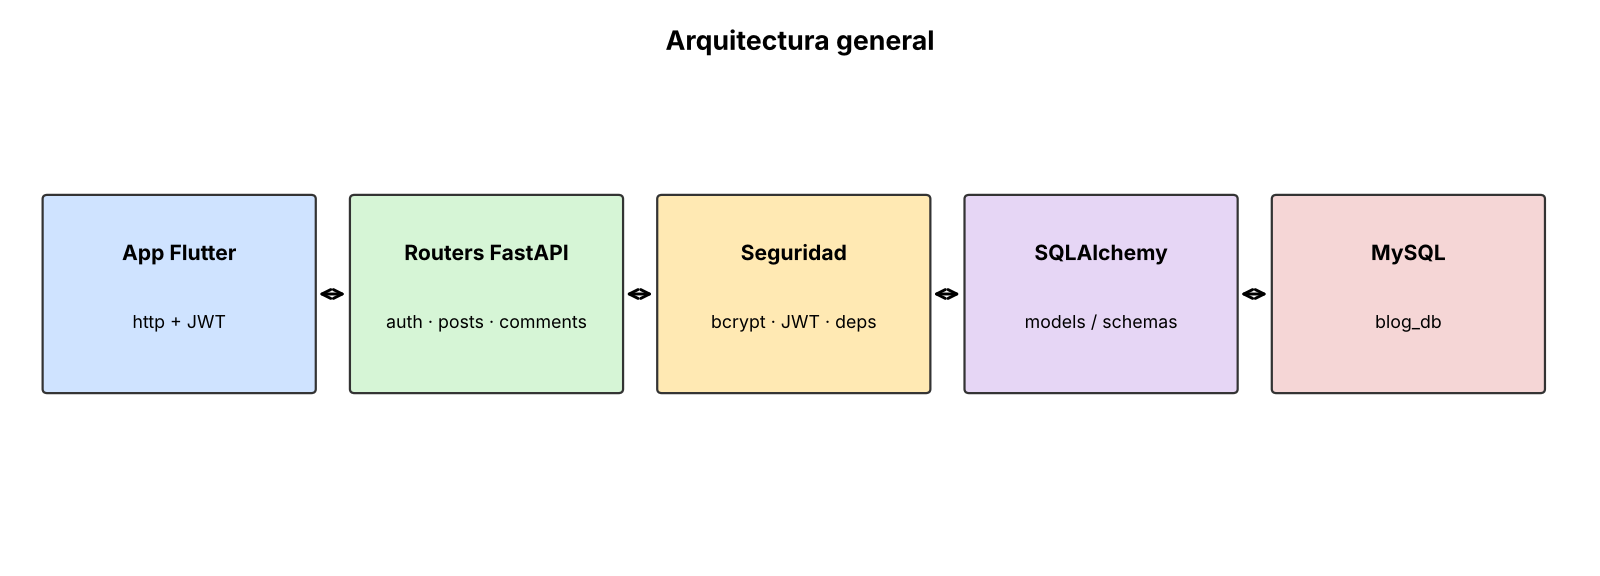 Arquitectura general
App Flutter
http + JWT
Routers FastAPI
auth · posts · comments
Seguridad
bcrypt · JWT · deps
SQLAlchemy
models / schemas
MySQL
blog_db